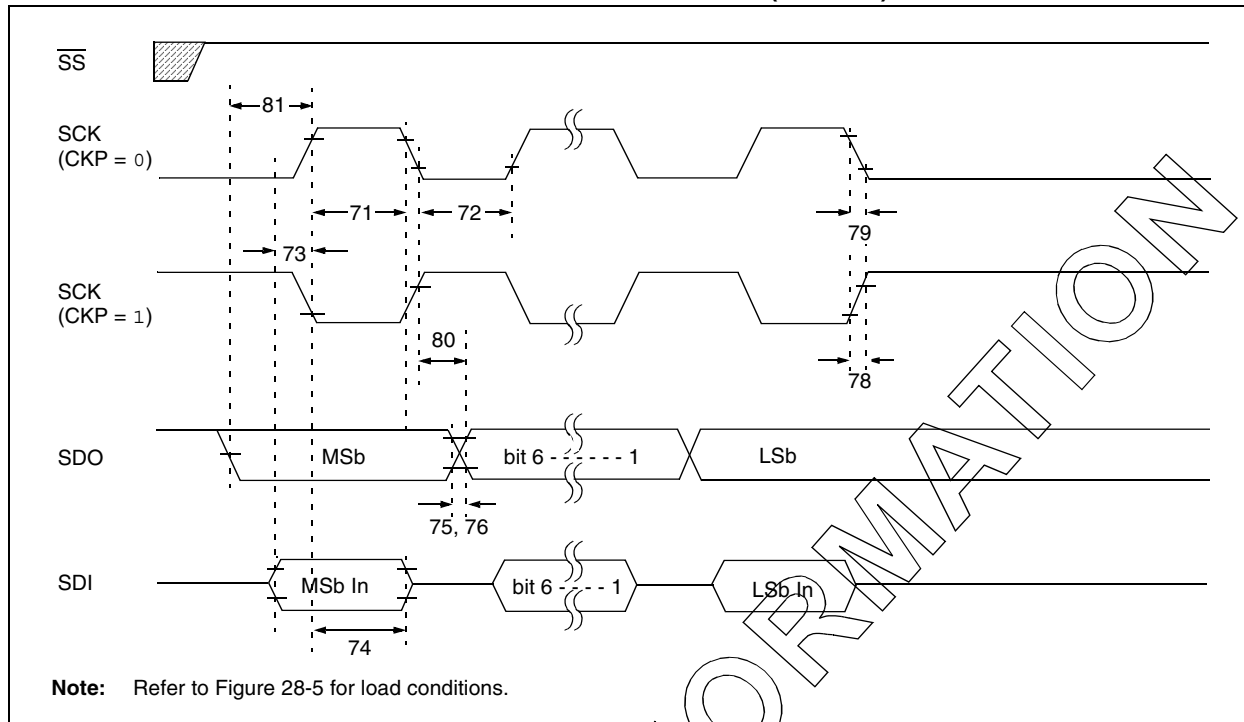 SS
81
SCK
(CKP = 0)
71
72
79
73
SCK
(CKP = 1)
80
78
SDO
MSb
bit 6 - - - - - - 1
LSb
75, 76
SDI
MSb In
bit 6 - - - - 1
LSb In
74
Note: Refer to Figure 28-5 for load conditions.
ORMATION